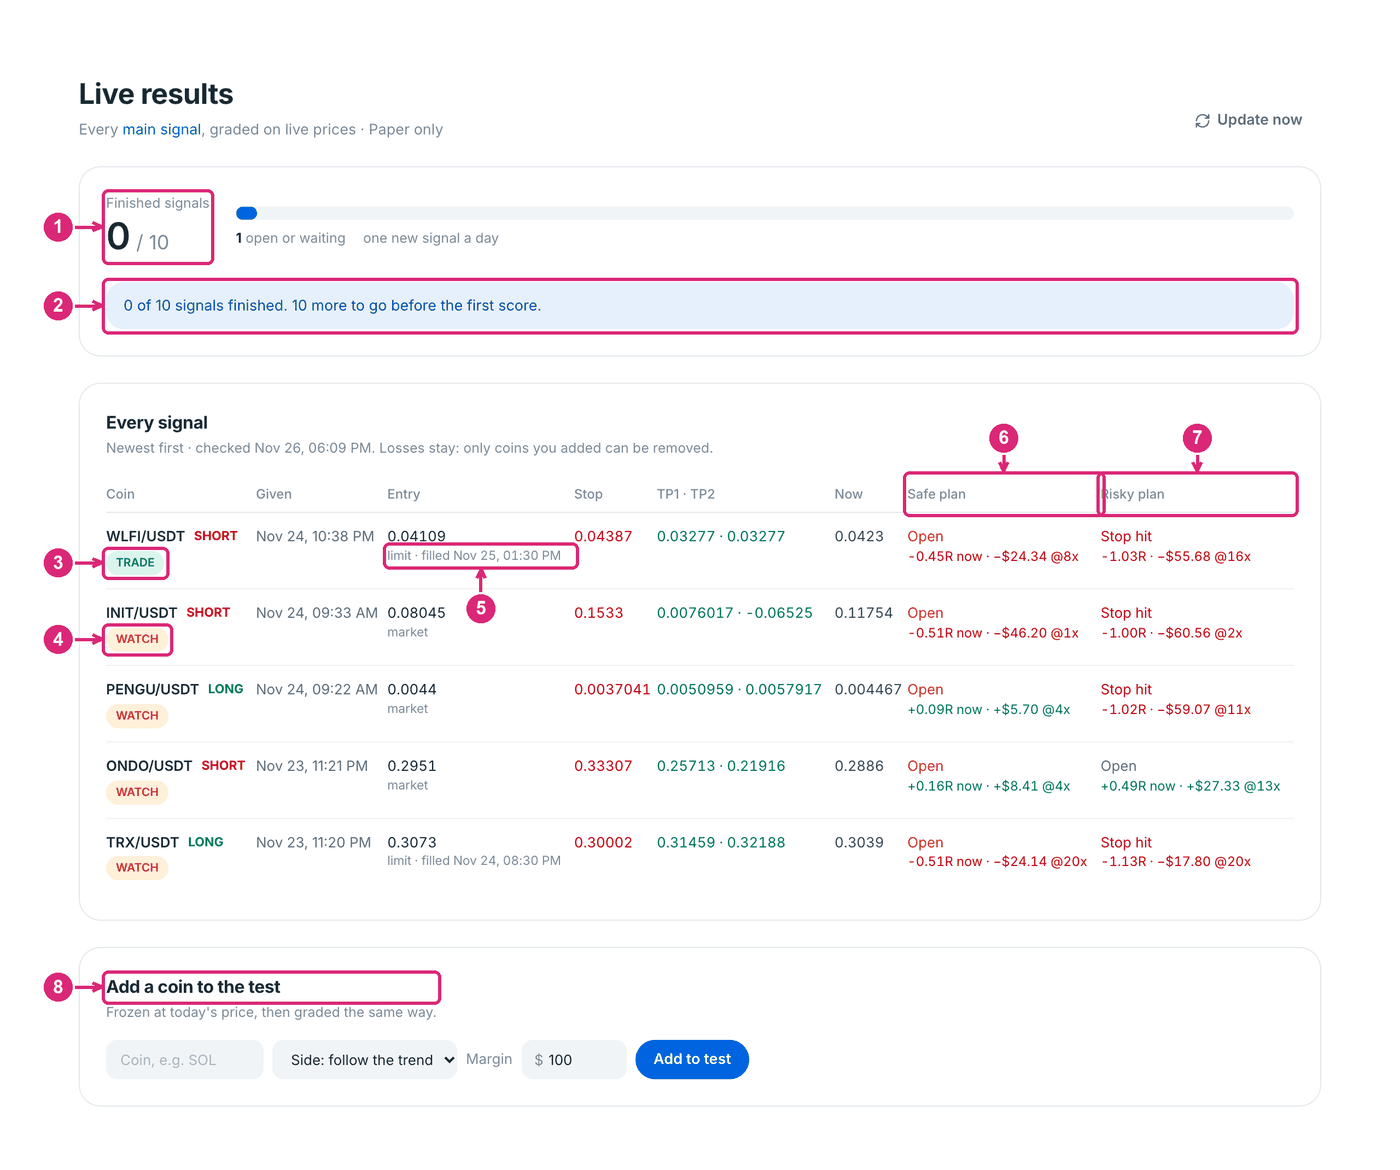 Live results
Every main signal, graded on live prices · Paper only
Update now
1
Finished signals
0 / 10
1 open or waiting one new signal a day
2
0 of 10 signals finished. 10 more to go before the first score.
Every signal
Newest first · checked Nov 26, 06:09 PM. Losses stay: only coins you added can be removed.
6
7
Coin Given Entry Stop TP1 · TP2 Now Safe plan Risky plan
WLFI/USDT SHORT Nov 24, 10:38 PM 0.04109 0.04387 0.03277 · 0.03277 0.0423 Open Stop hit
3
TRADE limit · filled Nov 25, 01:30 PM -0.45R now · −$24.34 @8x -1.03R · −$55.68 @16x
5
INIT/USDT SHORT Nov 24, 09:33 AM 0.08045 0.1533 0.0076017 · -0.06525 0.11754 Open Stop hit
4
WATCH market -0.51R now · −$46.20 @1x -1.00R · −$60.56 @2x
PENGU/USDT LONG Nov 24, 09:22 AM 0.0044 0.0037041 0.0050959 · 0.0057917 0.004467 Open Stop hit
WATCH market +0.09R now · +$5.70 @4x -1.02R · −$59.07 @11x
ONDO/USDT SHORT Nov 23, 11:21 PM 0.2951 0.33307 0.25713 · 0.21916 0.2886 Open Open
WATCH market +0.16R now · +$8.41 @4x +0.49R now · +$27.33 @13x
TRX/USDT LONG Nov 23, 11:20 PM 0.3073 0.30002 0.31459 · 0.32188 0.3039 Open Stop hit
WATCH limit · filled Nov 24, 08:30 PM -0.51R now · −$24.14 @20x -1.13R · −$17.80 @20x
8
Add a coin to the test
Frozen at today's price, then graded the same way.
Coin, e.g. SOL Side: follow the trend Margin $ 100 Add to test